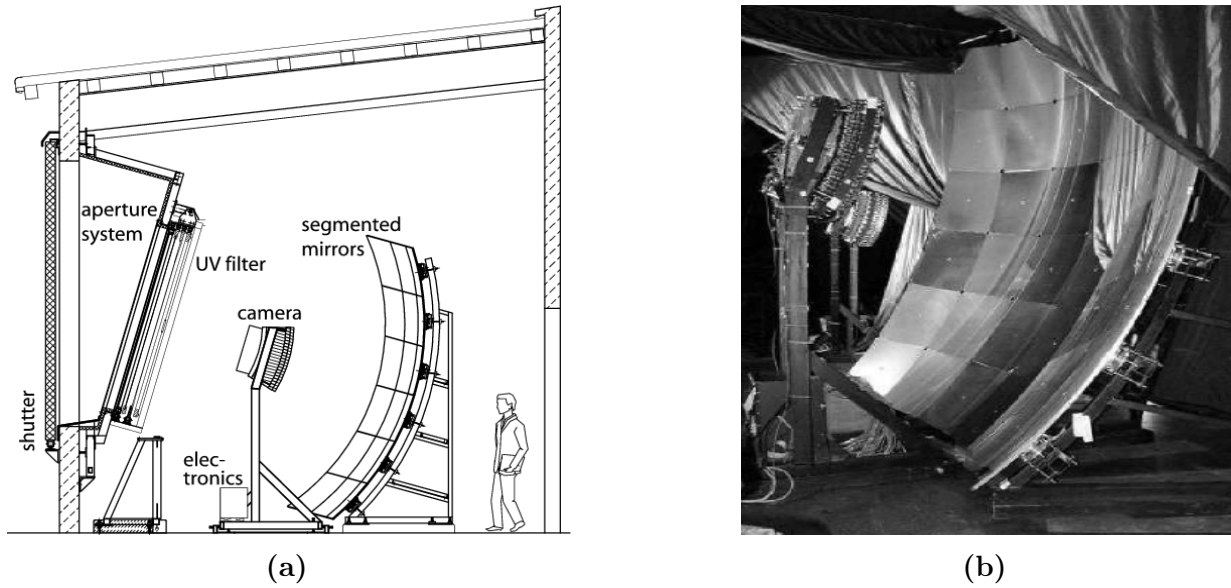 aperture
system
UV filter
segmented
mirrors
camera
shutter
elec-
tronics
(a)
(b)